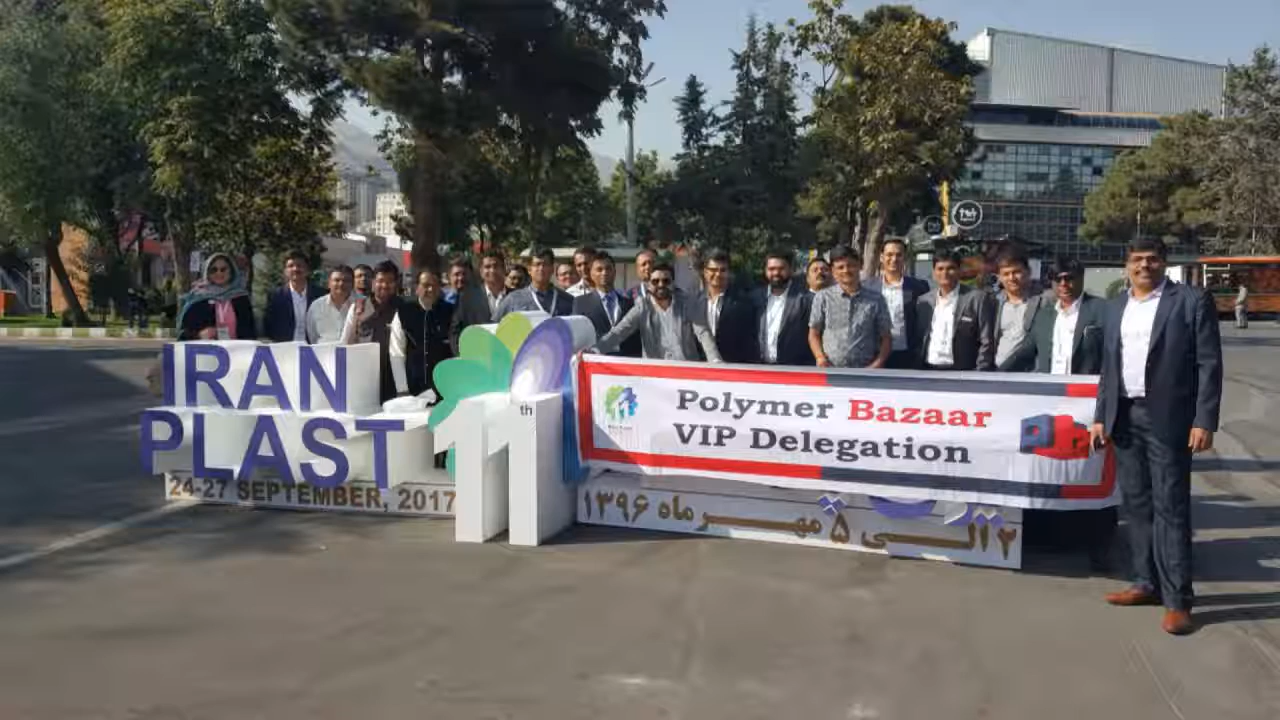 IRAN
PLAST
24-27 SEPTEMBER, 2017
11th
Polymer Bazaar
VIP Delegation
۲ الی ۵ مهر ماه ۱۳۹۶